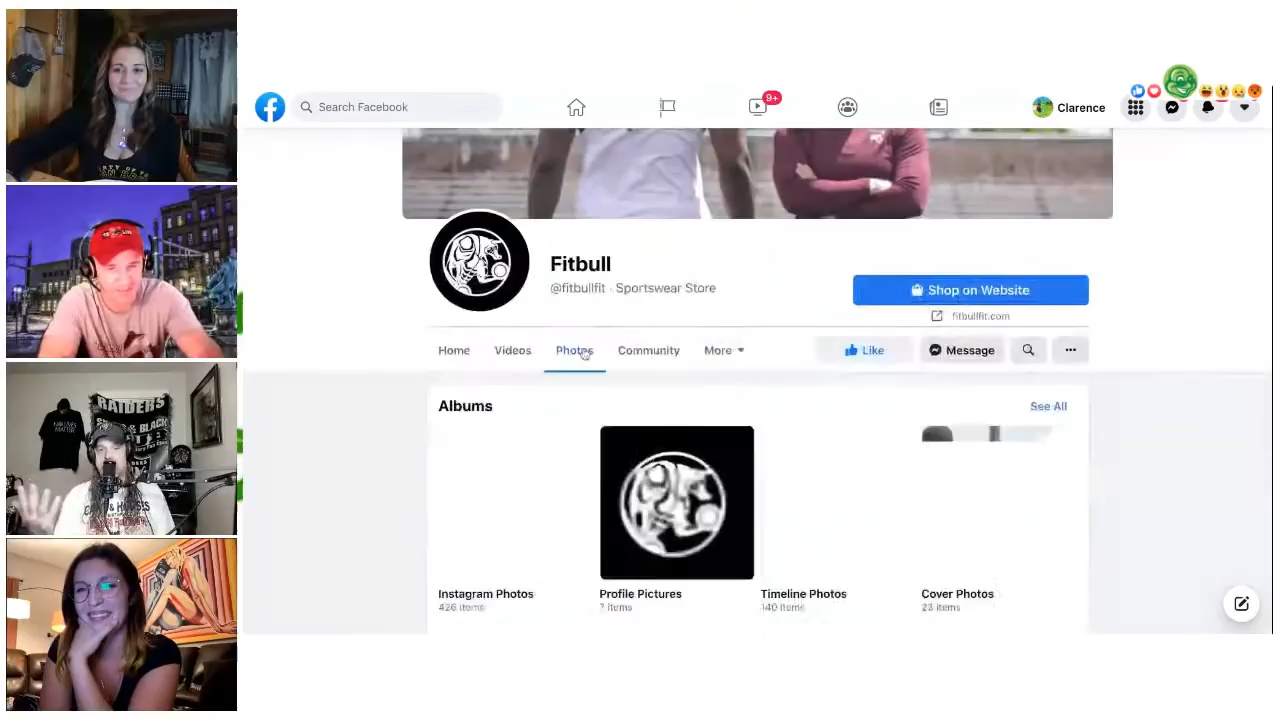 Search Facebook
9+
Clarence
Fitbull
@fitbullfit · Sportswear Store
Shop on Website
fitbullfit.com
Home
Videos
Photos
Community
More
Like
Message
Albums
See All
Instagram Photos
426 items
Profile Pictures
7 items
Timeline Photos
140 items
Cover Photos
23 items
RAIDERS